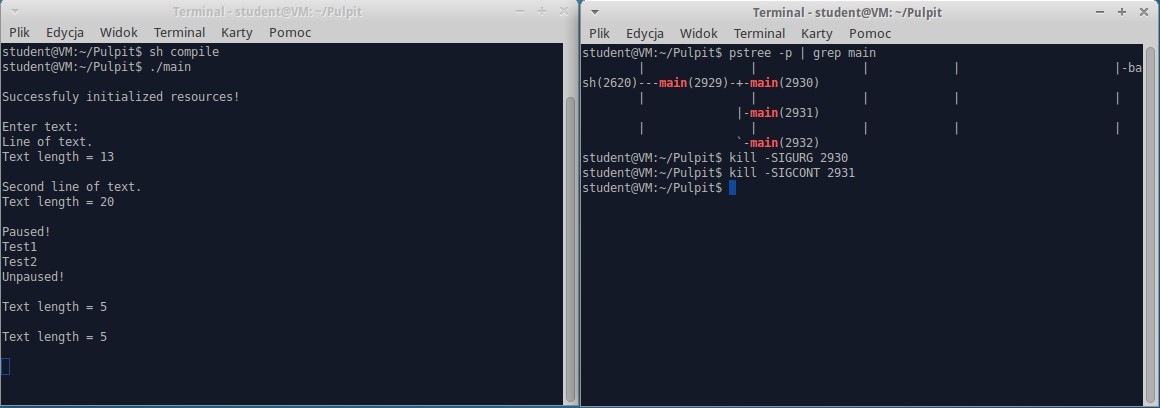 Terminal - student@VM: ~/Pulpit
Plik Edycja Widok Terminal Karty Pomoc
student@VM:~/Pulpit$ sh compile
student@VM:~/Pulpit$ ./main
Successfuly initialized resources!
Enter text:
Line of text.
Text length = 13
Second line of text.
Text length = 20
Paused!
Test1
Test2
Unpaused!
Text length = 5
Text length = 5
Terminal - student@VM: ~/Pulpit
Plik Edycja Widok Terminal Karty Pomoc
student@VM:~/Pulpit$ pstree -p | grep main
| | | | |-ba
sh(2620)---main(2929)-+-main(2930)
| | | | |
|-main(2931)
| | | | |
`-main(2932)
student@VM:~/Pulpit$ kill -SIGURG 2930
student@VM:~/Pulpit$ kill -SIGCONT 2931
student@VM:~/Pulpit$